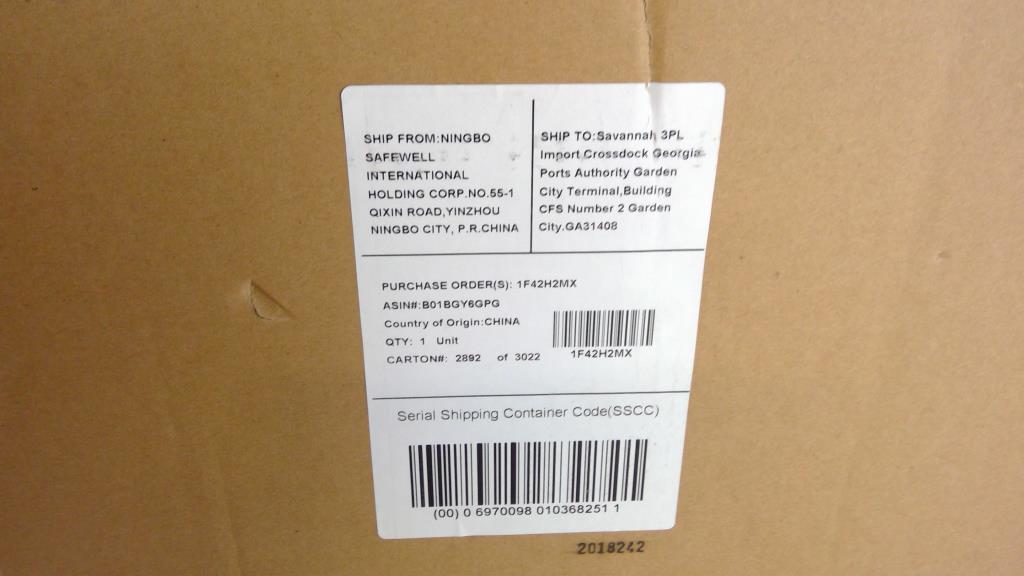 SHIP FROM:NINGBO
SAFEWELL
INTERNATIONAL
HOLDING CORP.NO.55-1
QIXIN ROAD,YINZHOU
NINGBO CITY, P.R.CHINA
SHIP TO:Savannah 3PL
Import Crossdock Georgia
Ports Authority Garden
City Terminal,Building
CFS Number 2 Garden
City.GA31408
PURCHASE ORDER(S): 1F42H2MX
ASIN#:B01BGY6GPG
Country of Origin:CHINA
QTY: 1 Unit
CARTON#: 2892 of 3022
1F42H2MX
Serial Shipping Container Code(SSCC)
(00) 0 6970098 010368251 1
2018242